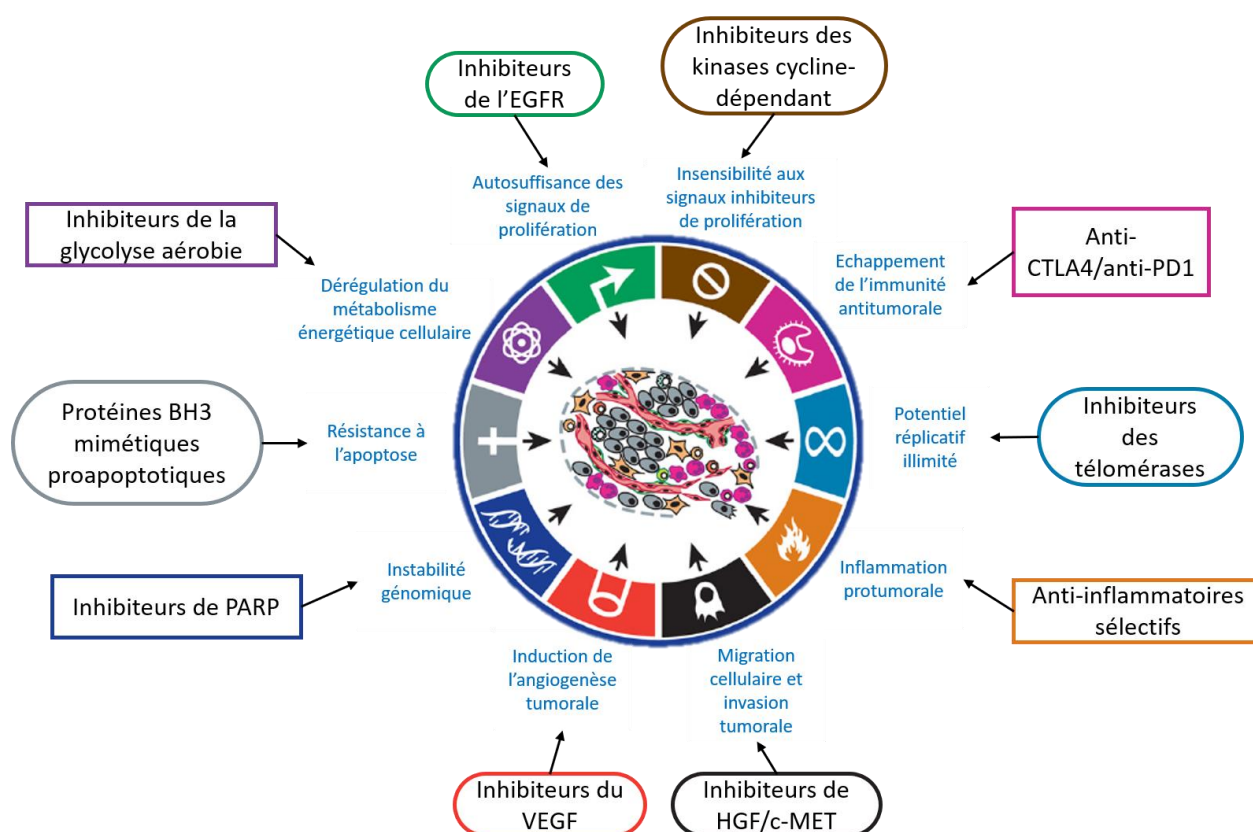 Inhibiteurs
de l’EGFR
Inhibiteurs des
kinases cycline-
dépendant
Autosuffisance des
signaux de
prolifération
Insensibilité aux
signaux inhibiteurs
de prolifération
Inhibiteurs de la
glycolyse aérobie
Anti-
CTLA4/anti-PD1
Dérégulation du
métabolisme
énergétique cellulaire
Echappement
de l’immunité
antitumorale
Protéines BH3
mimétiques
proapoptotiques
Résistance à
l’apoptose
Potentiel
réplicatif
illimité
Inhibiteurs
des
télomérases
Inhibiteurs de PARP
Instabilité
génomique
Inflammation
protumorale
Anti-inflammatoires
sélectifs
Induction de
l’angiogenèse
tumorale
Migration
cellulaire et
invasion
tumorale
Inhibiteurs du
VEGF
Inhibiteurs de
HGF/c-MET